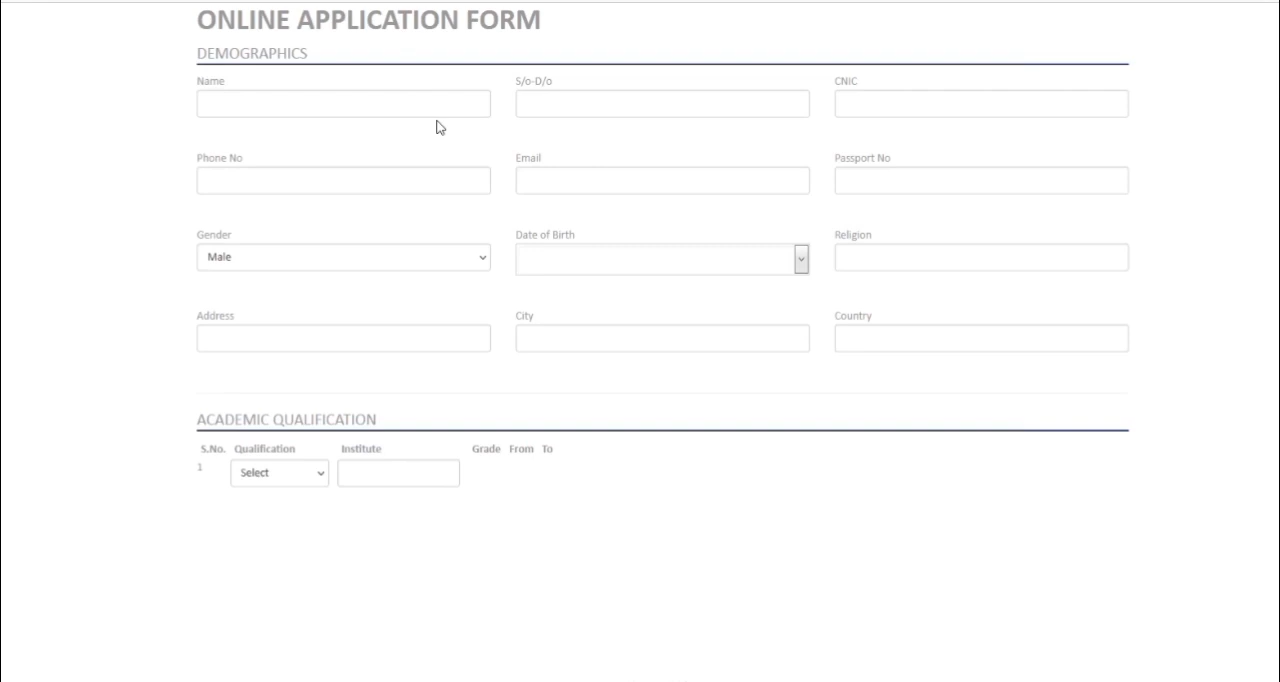 ONLINE APPLICATION FORM
DEMOGRAPHICS
Name S/o-D/o CNIC
Phone No Email Passport No
Gender Date of Birth Religion
Male
Address City Country
ACADEMIC QUALIFICATION
S.No. Qualification Institute Grade From To
1 Select